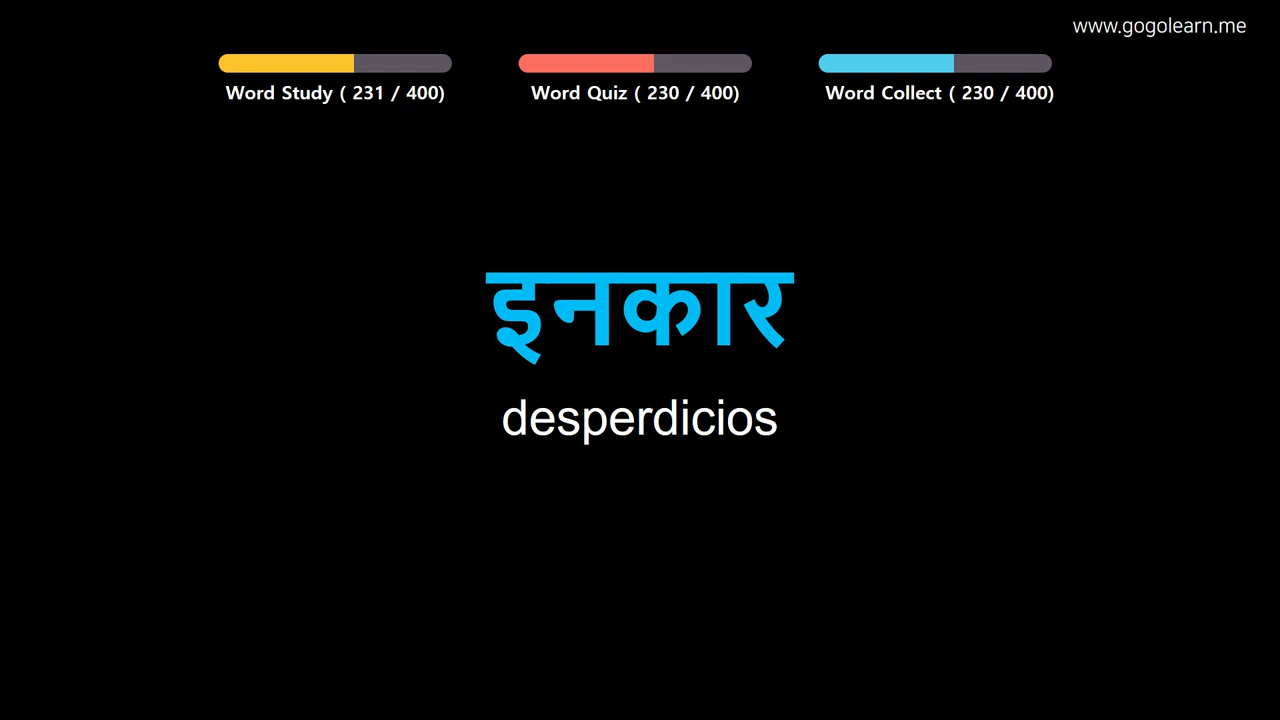 www.gogolearn.me
Word Study ( 231 / 400)
Word Quiz ( 230 / 400)
Word Collect ( 230 / 400)
इनकार
desperdicios